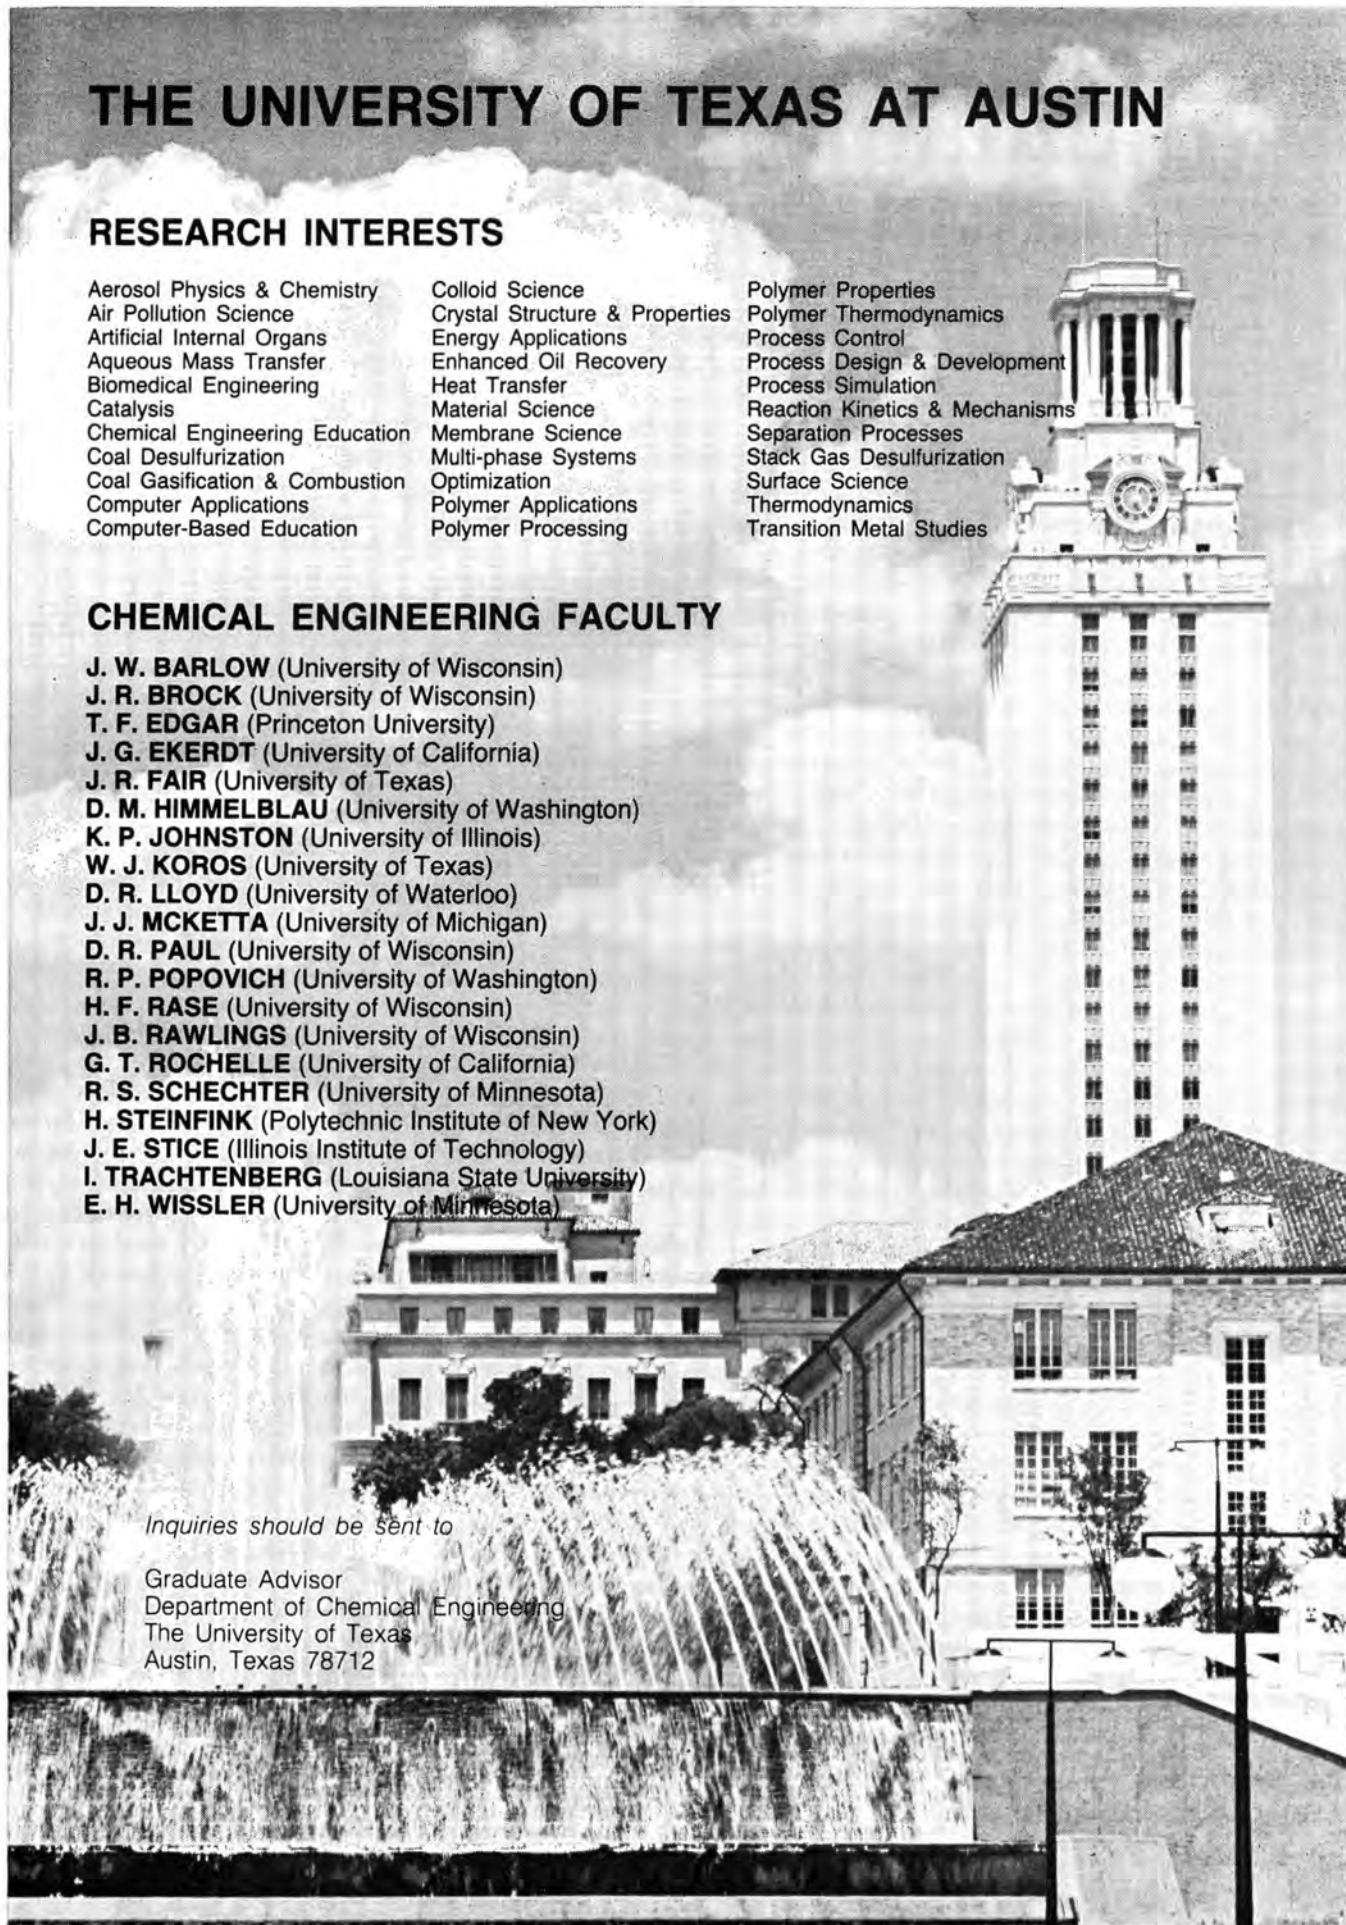 THE UNIVERSITY OF TEXAS AT AUSTIN
RESEARCH INTERESTS
Aerosol Physics & Chemistry
Air Pollution Science
Artificial Internal Organs
Aqueous Mass Transfer
Biomedical Engineering
Catalysis
Chemical Engineering Education
Coal Desulfurization
Coal Gasification & Combustion
Computer Applications
Computer-Based Education
Colloid Science
Crystal Structure & Properties
Energy Applications
Enhanced Oil Recovery
Heat Transfer
Material Science
Membrane Science
Multi-phase Systems
Optimization
Polymer Applications
Polymer Processing
Polymer Properties
Polymer Thermodynamics
Process Control
Process Design & Development
Process Simulation
Reaction Kinetics & Mechanisms
Separation Processes
Stack Gas Desulfurization
Surface Science
Thermodynamics
Transition Metal Studies
CHEMICAL ENGINEERING FACULTY
J. W. BARLOW (University of Wisconsin)
J. R. BROCK (University of Wisconsin)
T. F. EDGAR (Princeton University)
J. G. EKERDT (University of California)
J. R. FAIR (University of Texas)
D. M. HIMMELBLAU (University of Washington)
K. P. JOHNSTON (University of Illinois)
W. J. KOROS (University of Texas)
D. R. LLOYD (University of Waterloo)
J. J. MCKETTA (University of Michigan)
D. R. PAUL (University of Wisconsin)
R. P. POPOVICH (University of Washington)
H. F. RASE (University of Wisconsin)
J. B. RAWLINGS (University of Wisconsin)
G. T. ROCHELLE (University of California)
R. S. SCHECHTER (University of Minnesota)
H. STEINFINK (Polytechnic Institute of New York)
J. E. STICE (Illinois Institute of Technology)
I. TRACHTENBERG (Louisiana State University)
E. H. WISSLER (University of Minnesota)
Inquiries should be sent to
Graduate Advisor
Department of Chemical Engineering
The University of Texas
Austin, Texas 78712